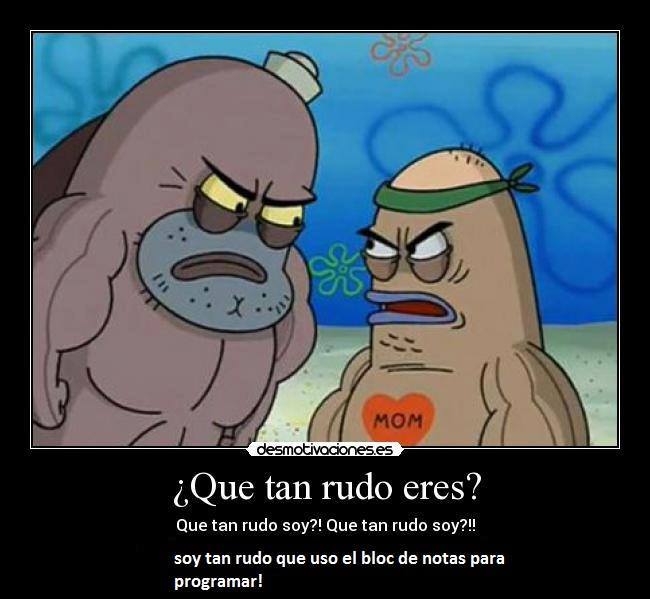 MOM
desmotivaciones.es
¿Que tan rudo eres?
Que tan rudo soy?! Que tan rudo soy?!!
soy tan rudo que uso el bloc de notas para
programar!